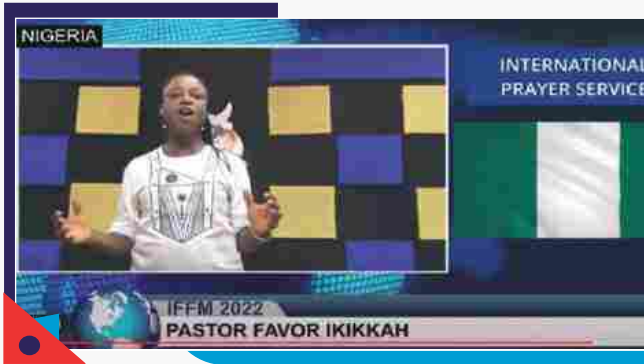 NIGERIA
INTERNATIONAL
PRAYER SERVICE
IFFM 2022
PASTOR FAVOR IKIKKAH